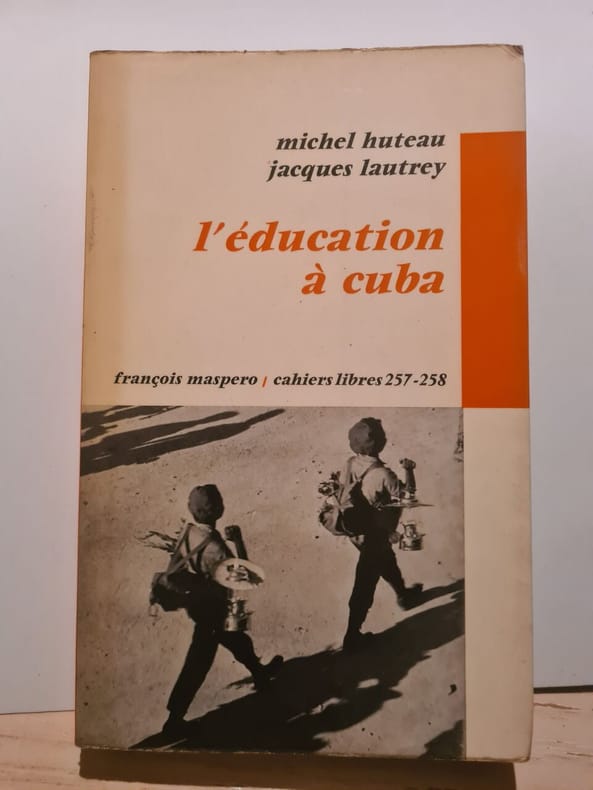 michel huteau
jacques lautrey
l'éducation
à cuba
françois maspero / cahiers libres 257-258